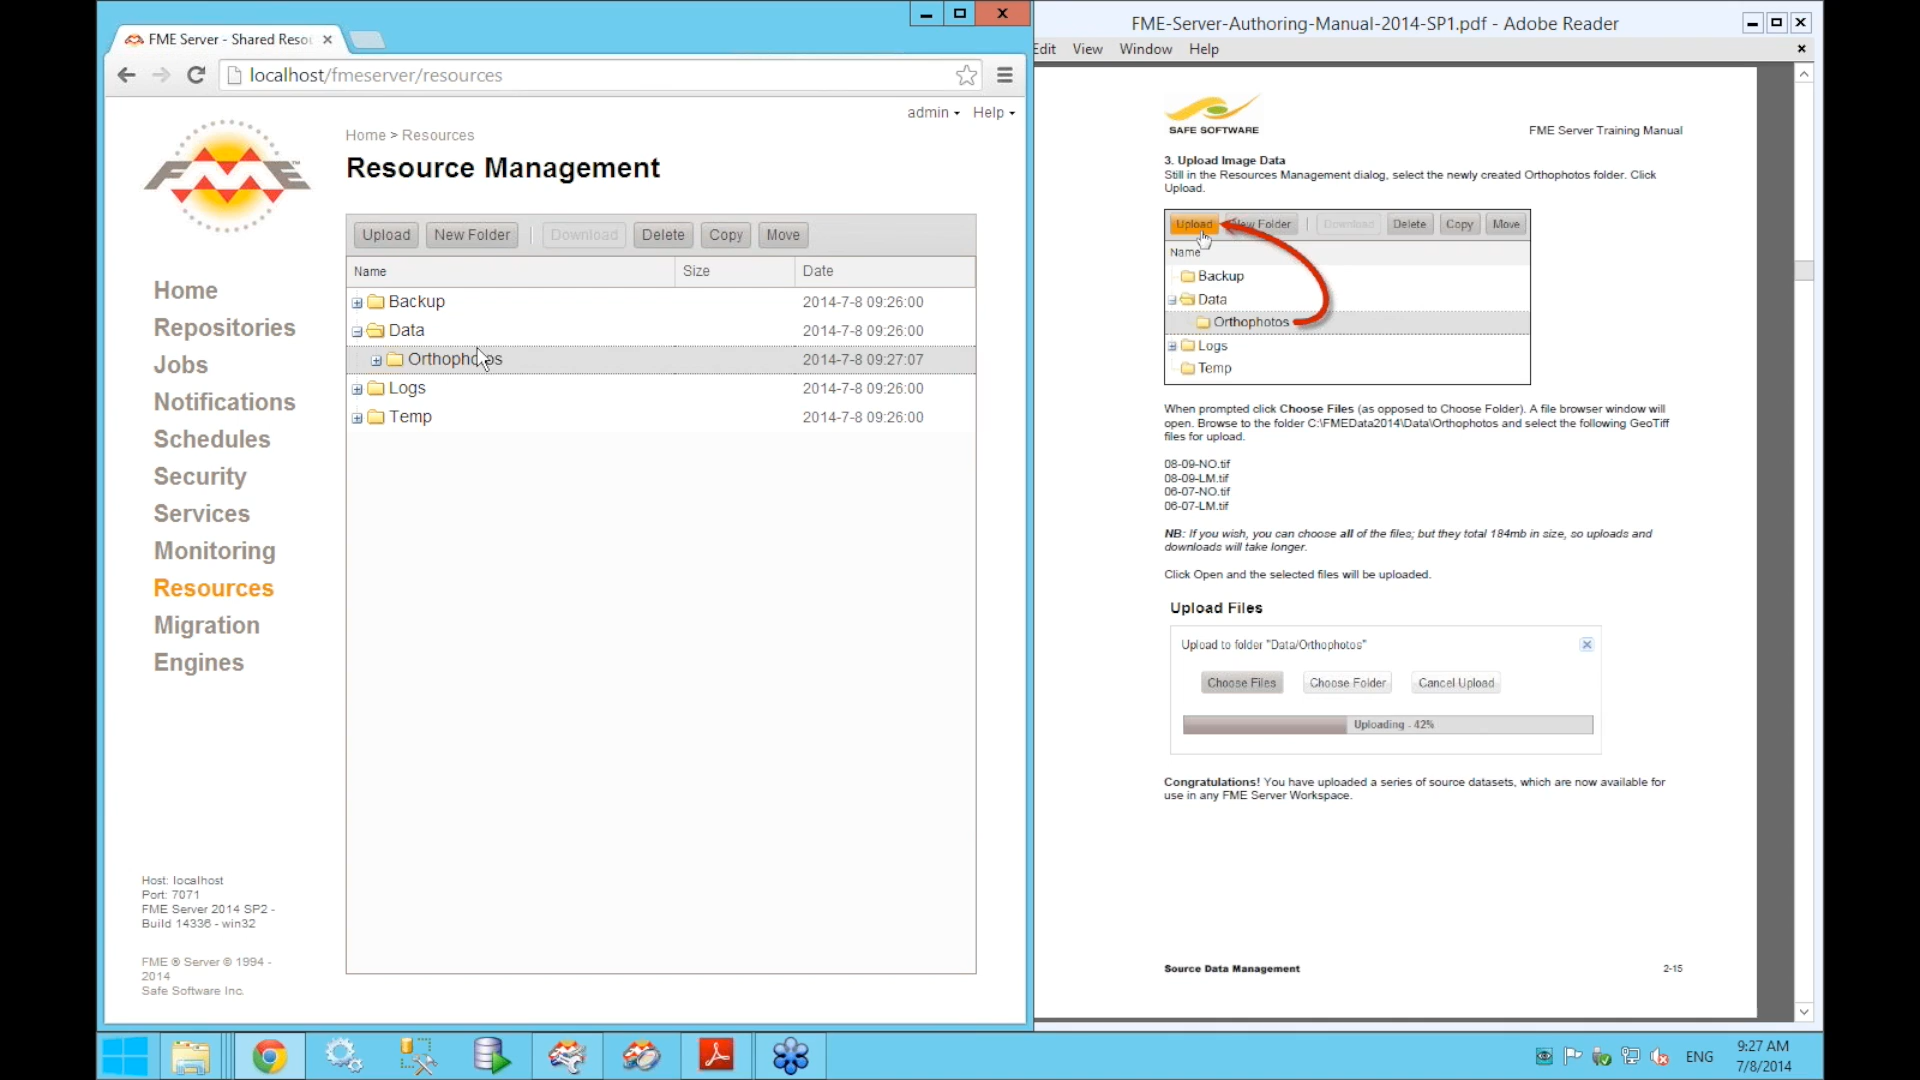 FME Server - Shared Reso
localhost/fmeserver/resources
admin
Help
Home > Resources
Resource Management
FME
Home
Repositories
Jobs
Notifications
Schedules
Security
Services
Monitoring
Resources
Migration
Engines
Upload
New Folder
Download
Delete
Copy
Move
Name
Size
Date
Backup
2014-7-8 09:26:00
Data
2014-7-8 09:26:00
Orthophotos
2014-7-8 09:27:07
Logs
2014-7-8 09:26:00
Temp
2014-7-8 09:26:00
Host: localhost
Port: 7071
FME Server 2014 SP2 -
Build 14336 - win32
FME ® Server © 1994 -
2014
Safe Software Inc.
FME-Server-Authoring-Manual-2014-SP1.pdf - Adobe Reader
Edit View Window Help
SAFE SOFTWARE
FME Server Training Manual
3. Upload Image Data
Still in the Resources Management dialog, select the newly created Orthophotos folder. Click
Upload.
Upload
New Folder
Download
Delete
Copy
Move
Name
Backup
Data
Orthophotos
Logs
Temp
When prompted click Choose Files (as opposed to Choose Folder). A file browser window will
open. Browse to the folder C:\FMEData2014\Data\Orthophotos and select the following GeoTiff
files for upload.
08-09-NO.tif
08-09-LM.tif
06-07-NO.tif
06-07-LM.tif
NB: If you wish, you can choose all of the files; but they total 184mb in size, so uploads and
downloads will take longer.
Click Open and the selected files will be uploaded.
Upload Files
Upload to folder "Data/Orthophotos"
Choose Files
Choose Folder
Cancel Upload
Uploading - 42%
Congratulations! You have uploaded a series of source datasets, which are now available for
use in any FME Server Workspace.
Source Data Management
2-15
ENG
9:27 AM
7/8/2014